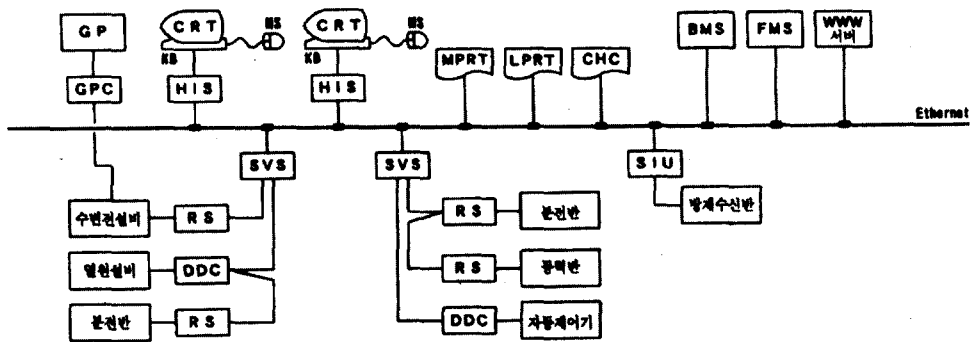 GP
CRT
MS
CRT
MS
BMS
FMS
WWW
서버
KB
KB
MPRT
LPRT
CHC
GPC
HIS
HIS
Ethernet
SVS
SVS
SIU
수변전설비
RS
RS
분전반
방재수신반
열원설비
DDC
RS
동력반
분전반
RS
DDC
자동제어기